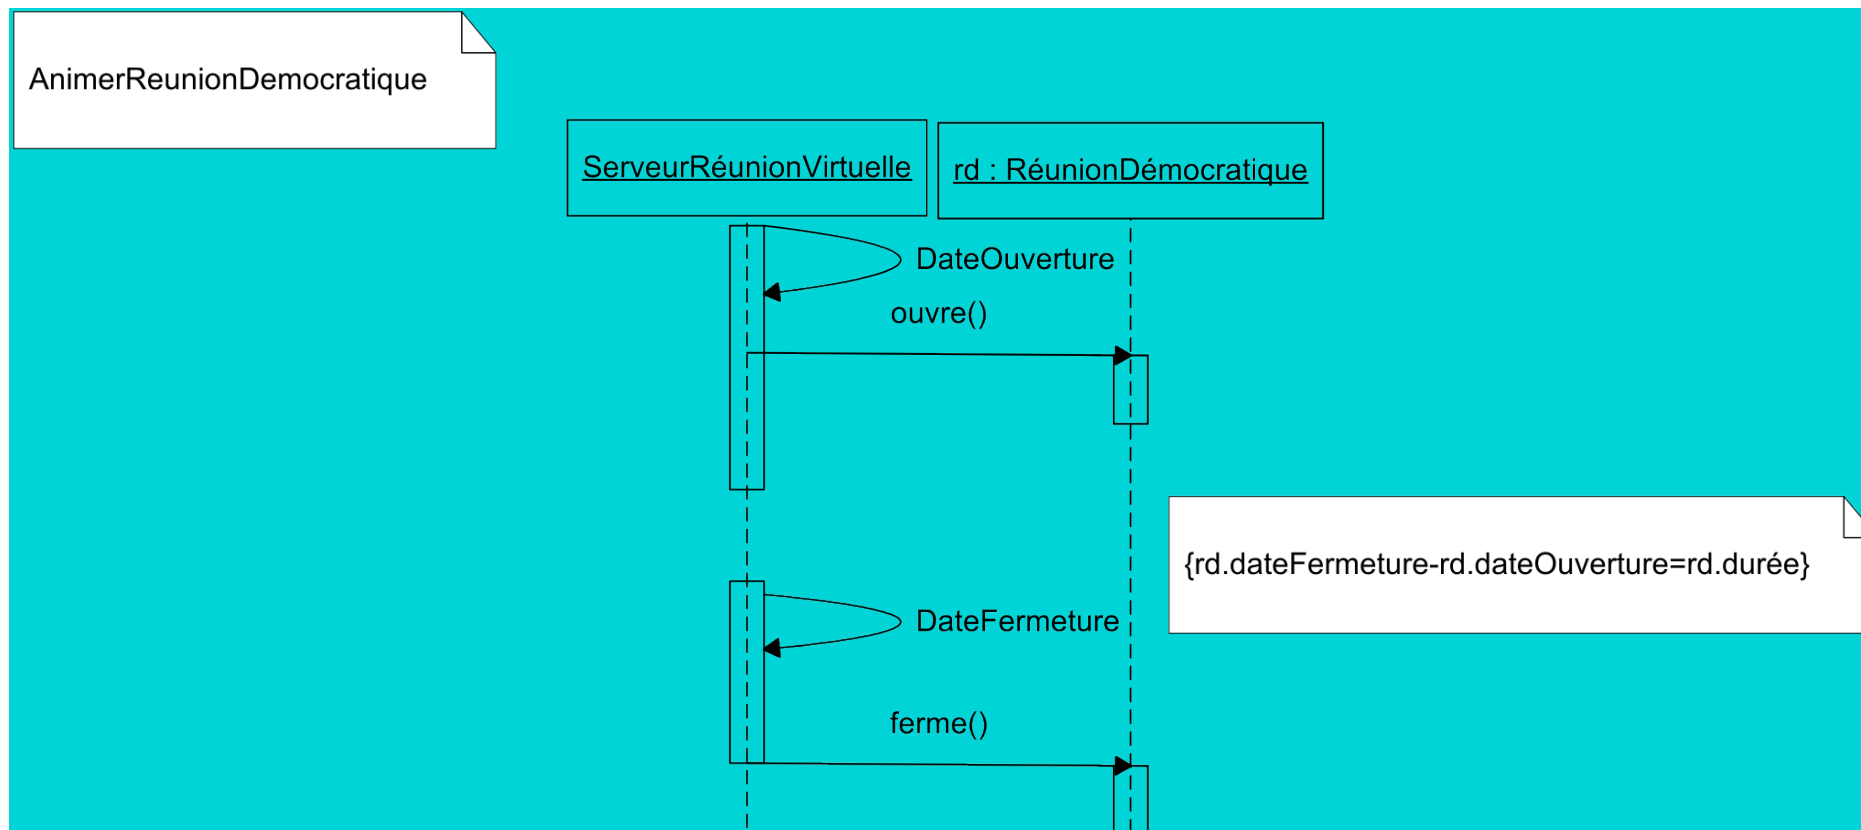 AnimerReunionDemocratique
ServeurRéunionVirtuelle
rd : RéunionDémocratique
DateOuverture
ouvre()
{rd.dateFermeture-rd.dateOuverture=rd.durée}
DateFermeture
ferme()